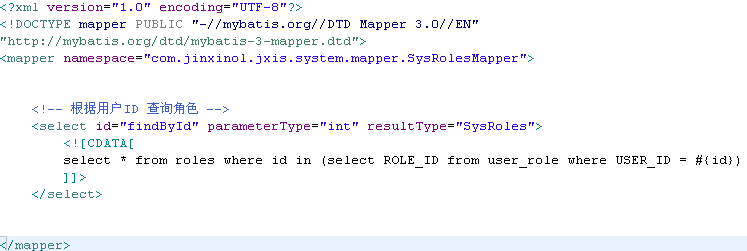 <?xml version="1.0" encoding="UTF-8"?>
<!DOCTYPE mapper PUBLIC "-//mybatis.org//DTD Mapper 3.0//EN"
"http://mybatis.org/dtd/mybatis-3-mapper.dtd">
<mapper namespace="com.jinxinol.jxis.system.mapper.SysRolesMapper">
<!-- 根据用户ID 查询角色 -->
<select id="findById" parameterType="int" resultType="SysRoles">
<![CDATA[
select * from roles where id in (select ROLE_ID from user_role where USER_ID = #{id})
]]>
</select>
</mapper>